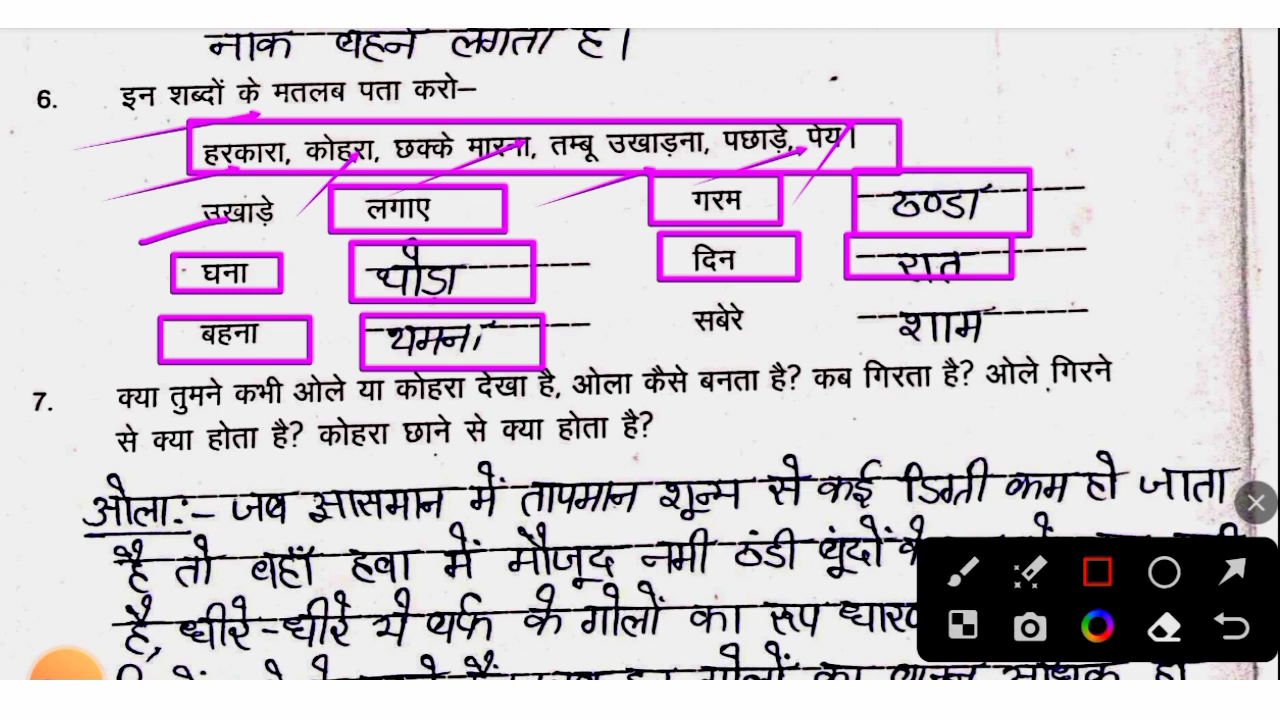 नाक बहने लगता है।
6. इन शब्दों के मतलब पता करो–
हरकारा, कोहरा, छक्के मारना, तम्बू उखाड़ना, पछाड़े, पेय।
उखाड़े लगाए गरम ठण्डा
घना थोडा दिन रात
बहना थमना सबेरे शाम
7. क्या तुमने कभी ओले या कोहरा देखा है, ओला कैसे बनता है? कब गिरता है? ओले गिरने
से क्या होता है? कोहरा छाने से क्या होता है?
ओला:– जब आसमान में तापमान शून्य से कई डिग्री कम हो जाता
है तो वहाँ हवा में मौजूद नमी ठंडी बूंदों के
है, धीरे-धीरे ये बर्फ के गोलों का रूप धारण
गोलों का वजन अधिक हो